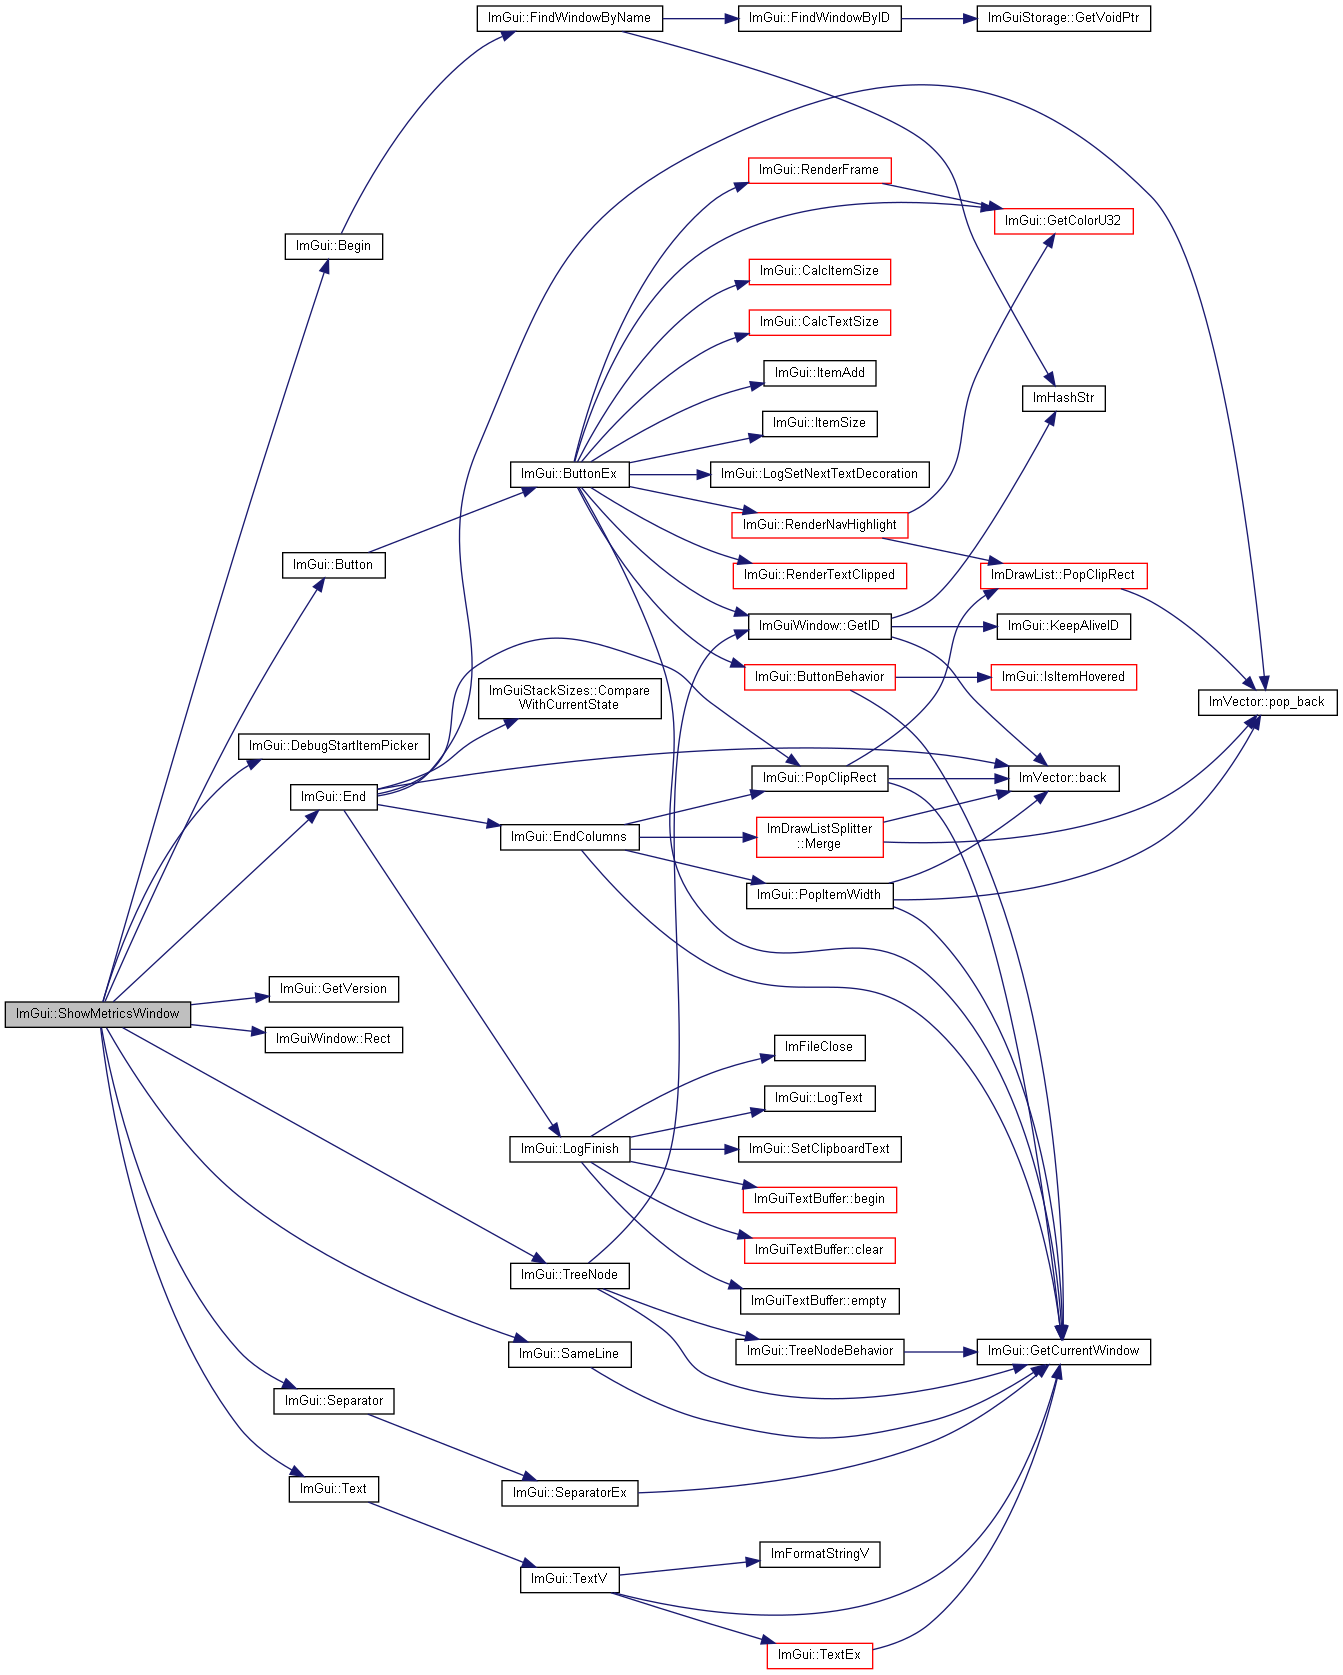 ImGui::FindWindowByName
ImGui::FindWindowByID
ImGuiStorage::GetVoidPtr
ImGui::RenderFrame
ImGui::GetColorU32
ImGui::Begin
ImGui::CalcItemSize
ImGui::CalcTextSize
ImGui::ItemAdd
ImHashStr
ImGui::ItemSize
ImGui::ButtonEx
ImGui::LogSetNextTextDecoration
ImGui::RenderNavHighlight
ImGui::Button
ImGui::RenderTextClipped
ImDrawList::PopClipRect
ImGuiWindow::GetID
ImGui::KeepAliveID
ImGui::ButtonBehavior
ImGui::IsItemHovered
ImGuiStackSizes::Compare
WithCurrentState
ImVector::pop_back
ImGui::DebugStartItemPicker
ImGui::End
ImGui::PopClipRect
ImVector::back
ImGui::EndColumns
ImDrawListSplitter
::Merge
ImGui::PopItemWidth
ImGui::GetVersion
ImGui::ShowMetricsWindow
ImGuiWindow::Rect
ImFileClose
ImGui::LogText
ImGui::LogFinish
ImGui::SetClipboardText
ImGuiTextBuffer::begin
ImGuiTextBuffer::clear
ImGui::TreeNode
ImGuiTextBuffer::empty
ImGui::SameLine
ImGui::TreeNodeBehavior
ImGui::GetCurrentWindow
ImGui::Separator
ImGui::Text
ImGui::SeparatorEx
ImFormatStringV
ImGui::TextV
ImGui::TextEx